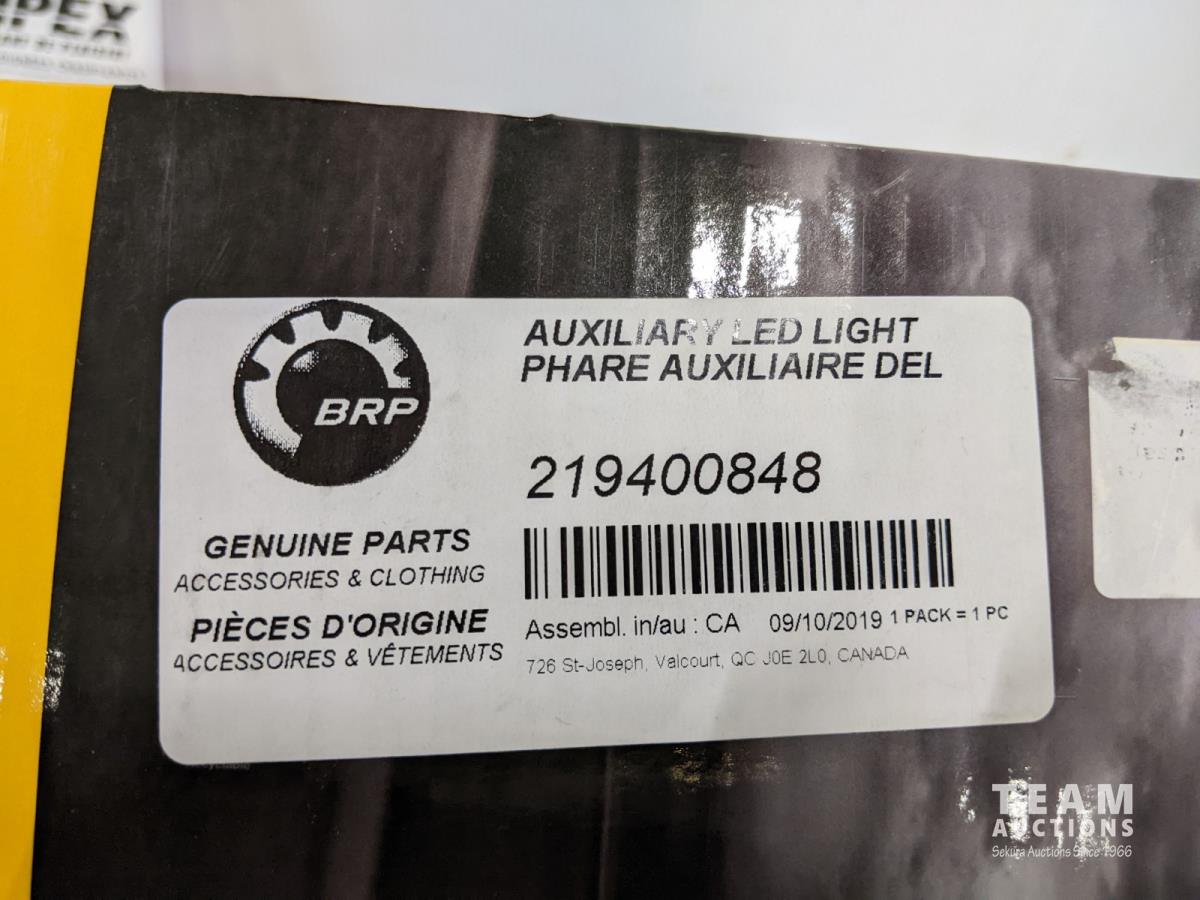 BRP
AUXILIARY LED LIGHT
PHARE AUXILIAIRE DEL
219400848
GENUINE PARTS
ACCESSORIES & CLOTHING
PIÈCES D'ORIGINE
ACCESSOIRES & VÊTEMENTS
Assembl. in/au : CA 09/10/2019 1 PACK = 1 PC
726 St-Joseph, Valcourt, QC J0E 2L0, CANADA
TEAM
AUCTIONS
Sekura Auctions Since 1966